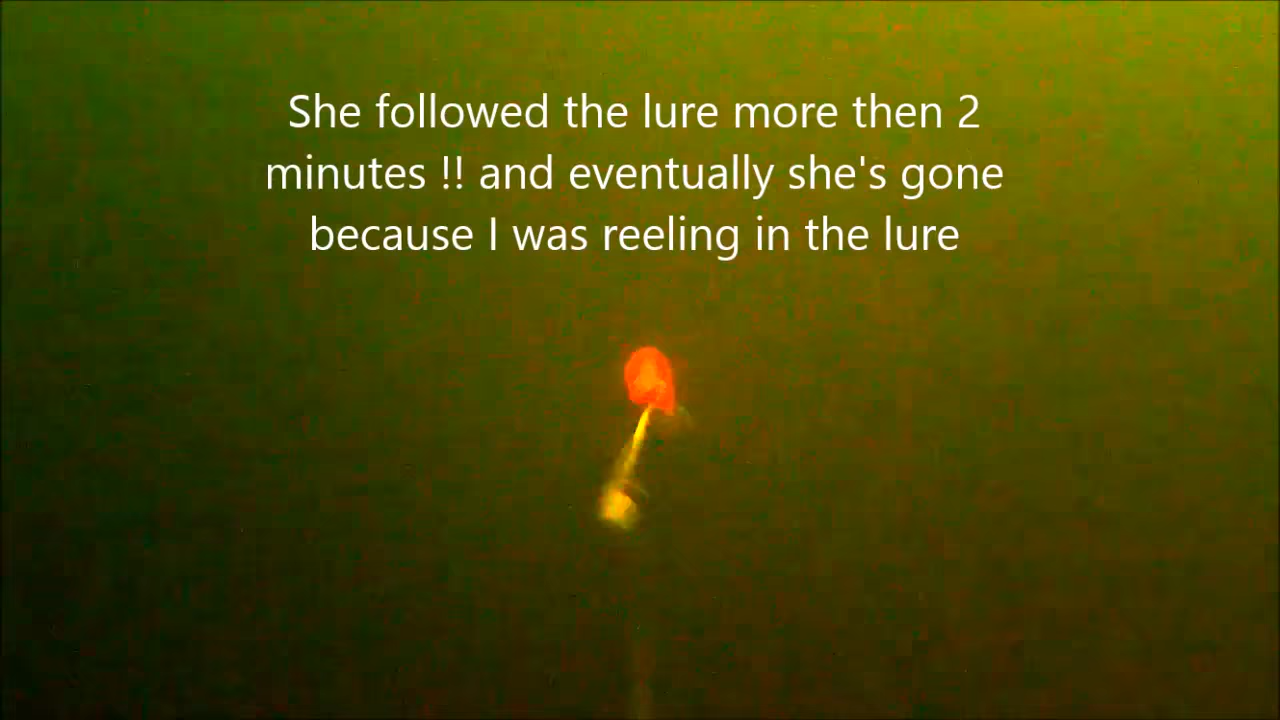 She followed the lure more then 2
minutes !! and eventually she's gone
because I was reeling in the lure